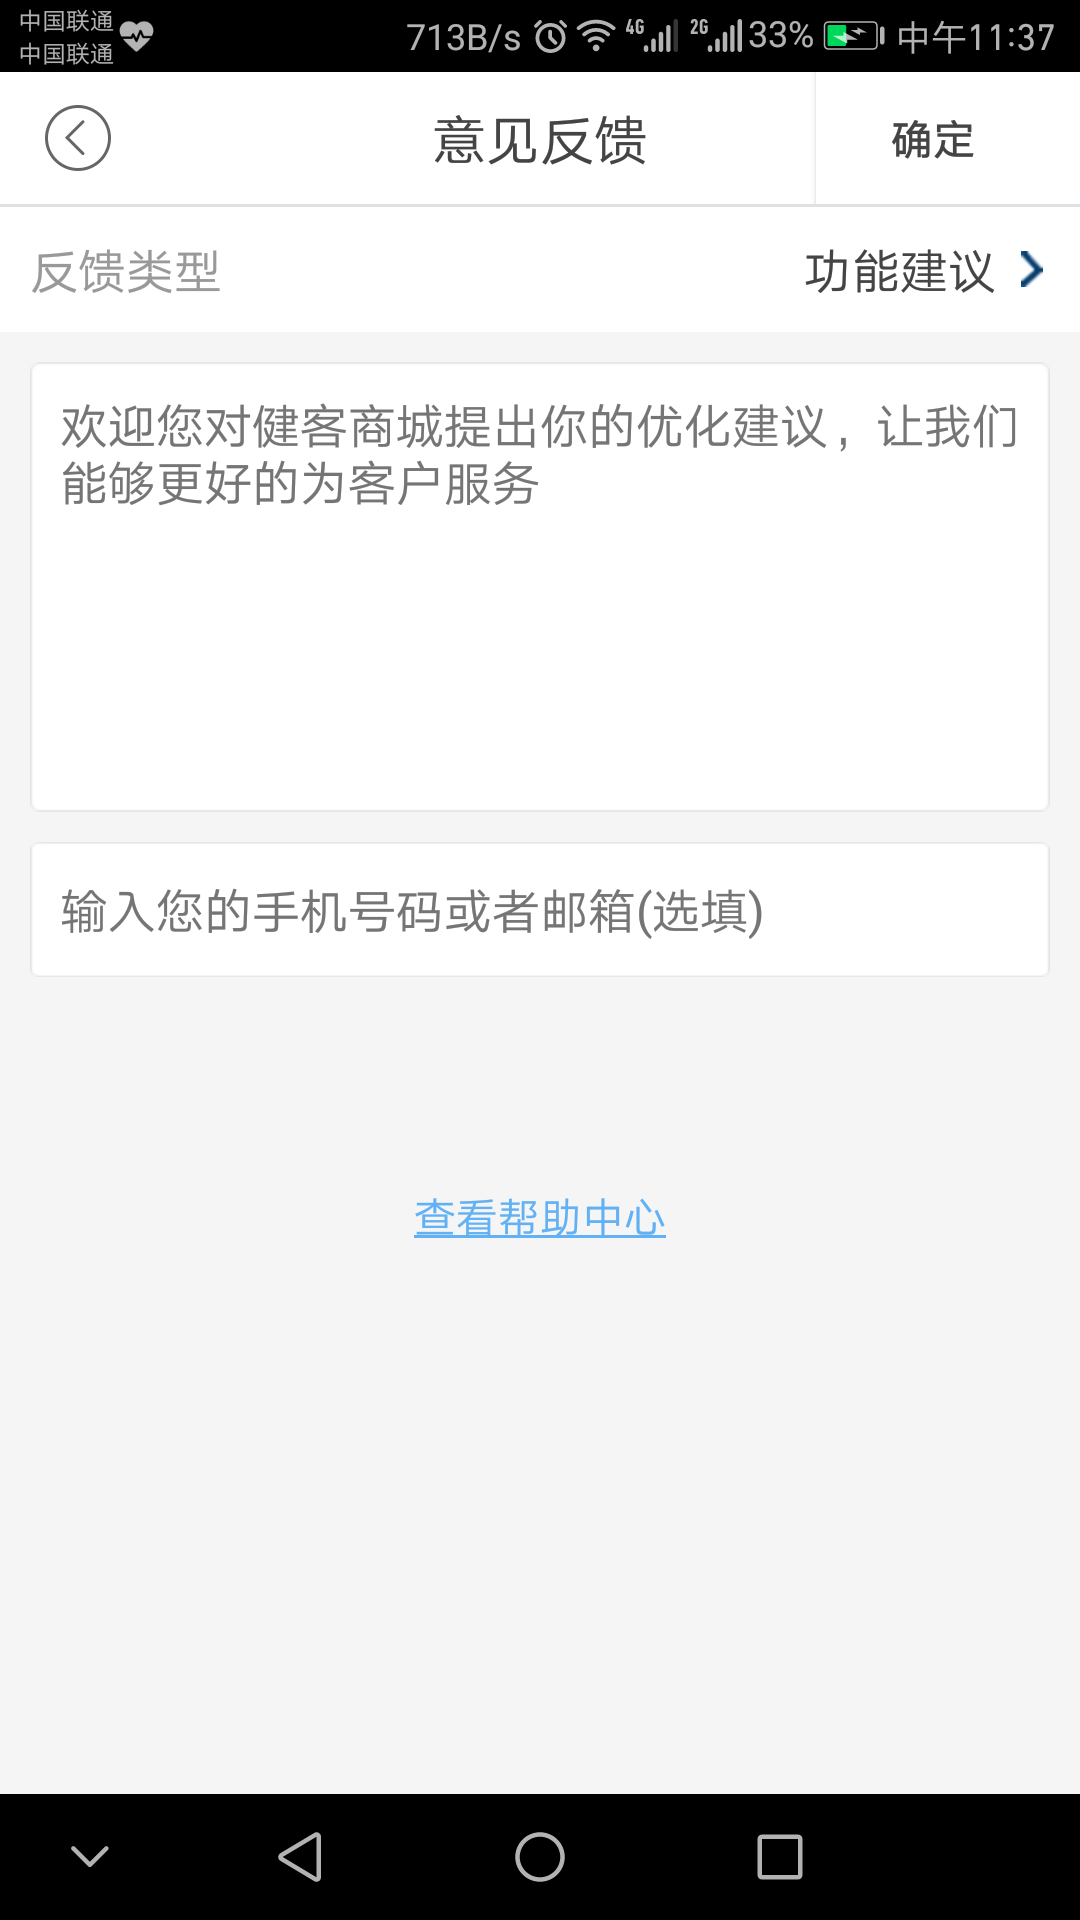 中国联通
中国联通
713B/s 4G 2G 33% 中午11:37
意见反馈
确定
反馈类型
功能建议
欢迎您对健客商城提出你的优化建议，让我们
能够更好的为客户服务
输入您的手机号码或者邮箱(选填)
查看帮助中心